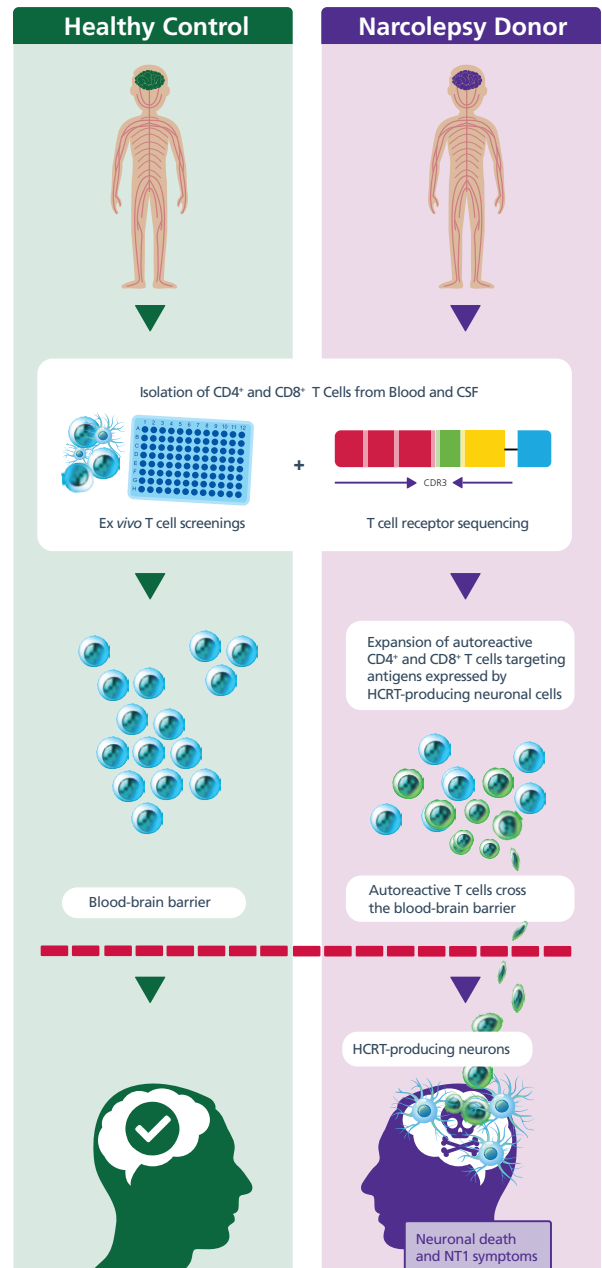 Healthy Control
Narcolepsy Donor
Isolation of CD4⁺ and CD8⁺ T Cells from Blood and CSF
1 2 3 4 5 6 7 8 9 10 11 12
A
B
C
D
E
F
G
H
+
CDR3
Ex vivo T cell screenings
T cell receptor sequencing
Expansion of autoreactive
CD4⁺ and CD8⁺ T cells targeting
antigens expressed by
HCRT-producing neuronal cells
Blood-brain barrier
Autoreactive T cells cross
the blood-brain barrier
HCRT-producing neurons
Neuronal death
and NT1 symptoms